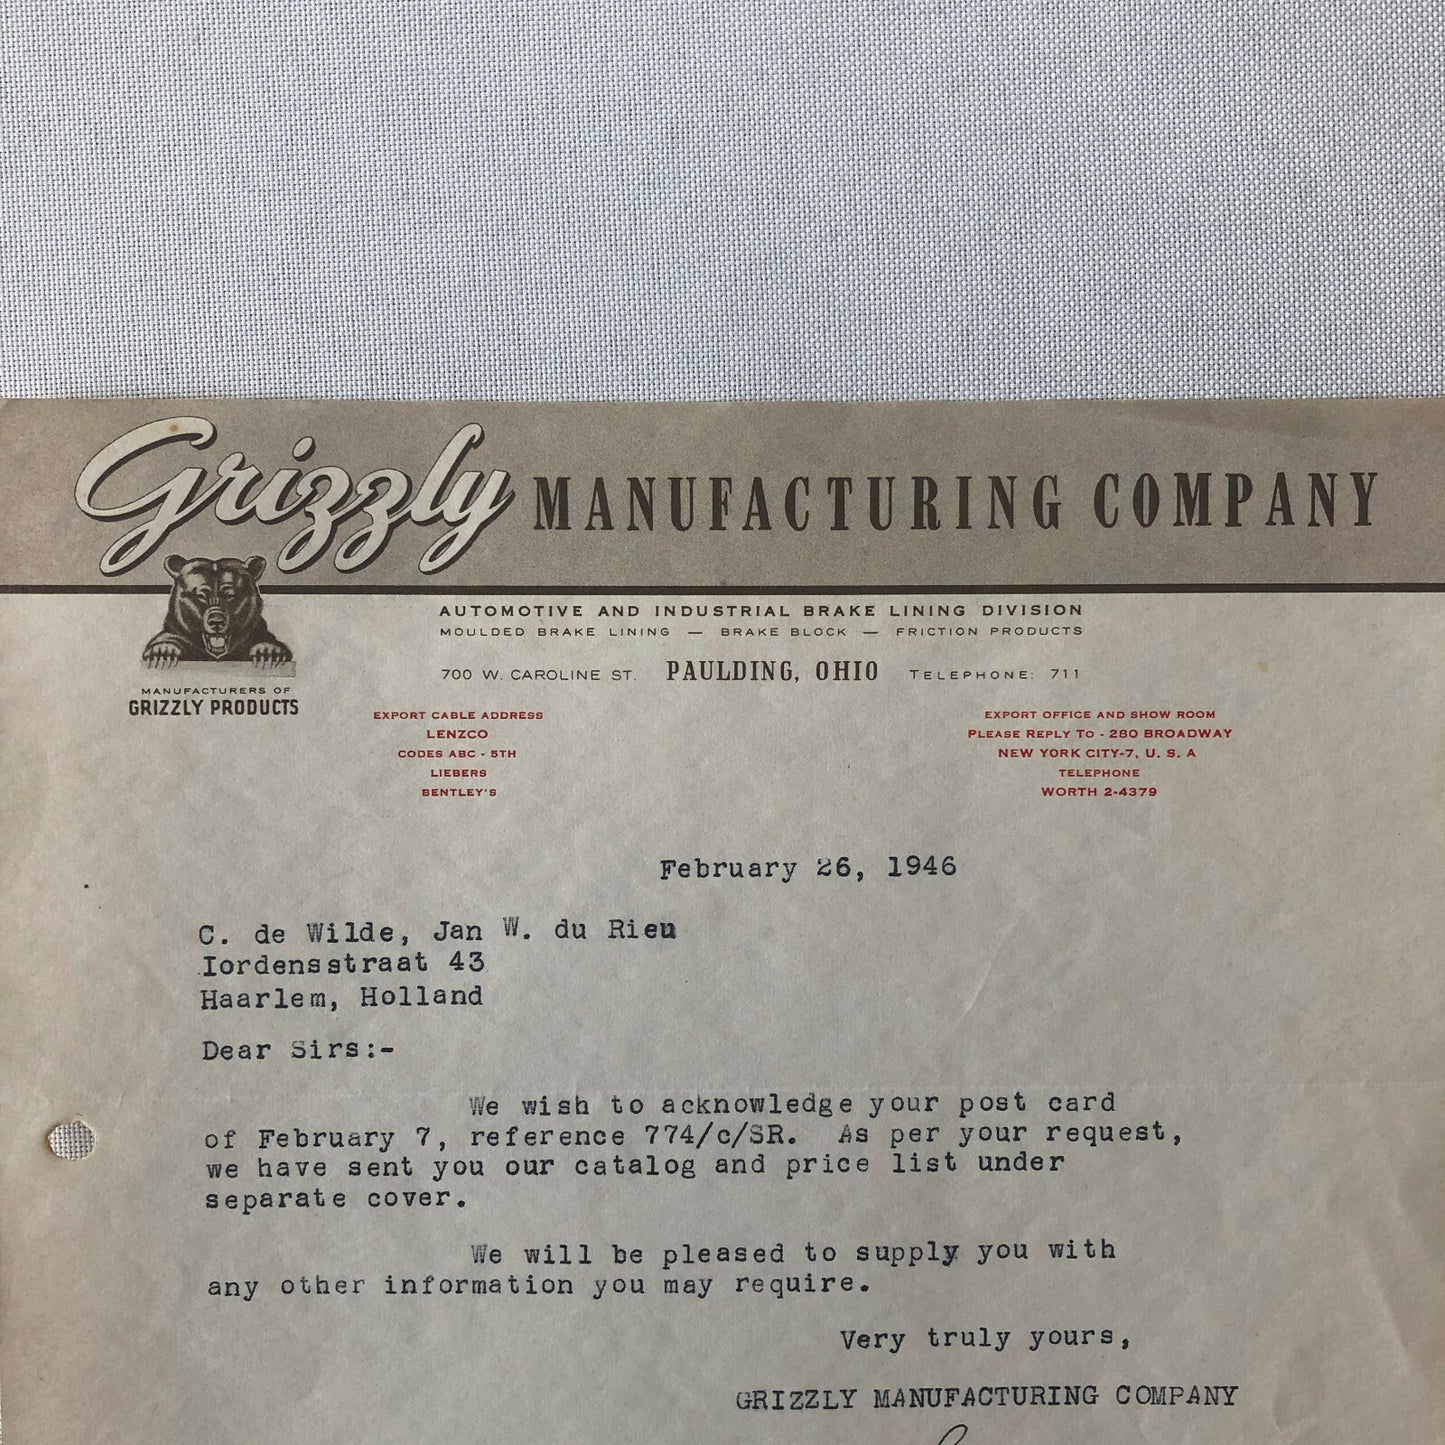 Grizzly MANUFACTURING COMPANY
AUTOMOTIVE AND INDUSTRIAL BRAKE LINING DIVISION
MOULDED BRAKE LINING — BRAKE BLOCK — FRICTION PRODUCTS
700 W. CAROLINE ST. PAULDING, OHIO TELEPHONE: 711
MANUFACTURERS OF
GRIZZLY PRODUCTS
EXPORT CABLE ADDRESS
LENZCO
CODES ABC - 5TH
LIEBERS
BENTLEY'S
EXPORT OFFICE AND SHOW ROOM
PLEASE REPLY TO - 280 BROADWAY
NEW YORK CITY-7, U. S. A
TELEPHONE
WORTH 2-4379
February 26, 1946
C. de Wilde, Jan W. du Rieu
Iordensstraat 43
Haarlem, Holland
Dear Sirs:-
We wish to acknowledge your post card
of February 7, reference 774/c/SR. As per your request,
we have sent you our catalog and price list under
separate cover.
We will be pleased to supply you with
any other information you may require.
Very truly yours,
GRIZZLY MANUFACTURING COMPANY